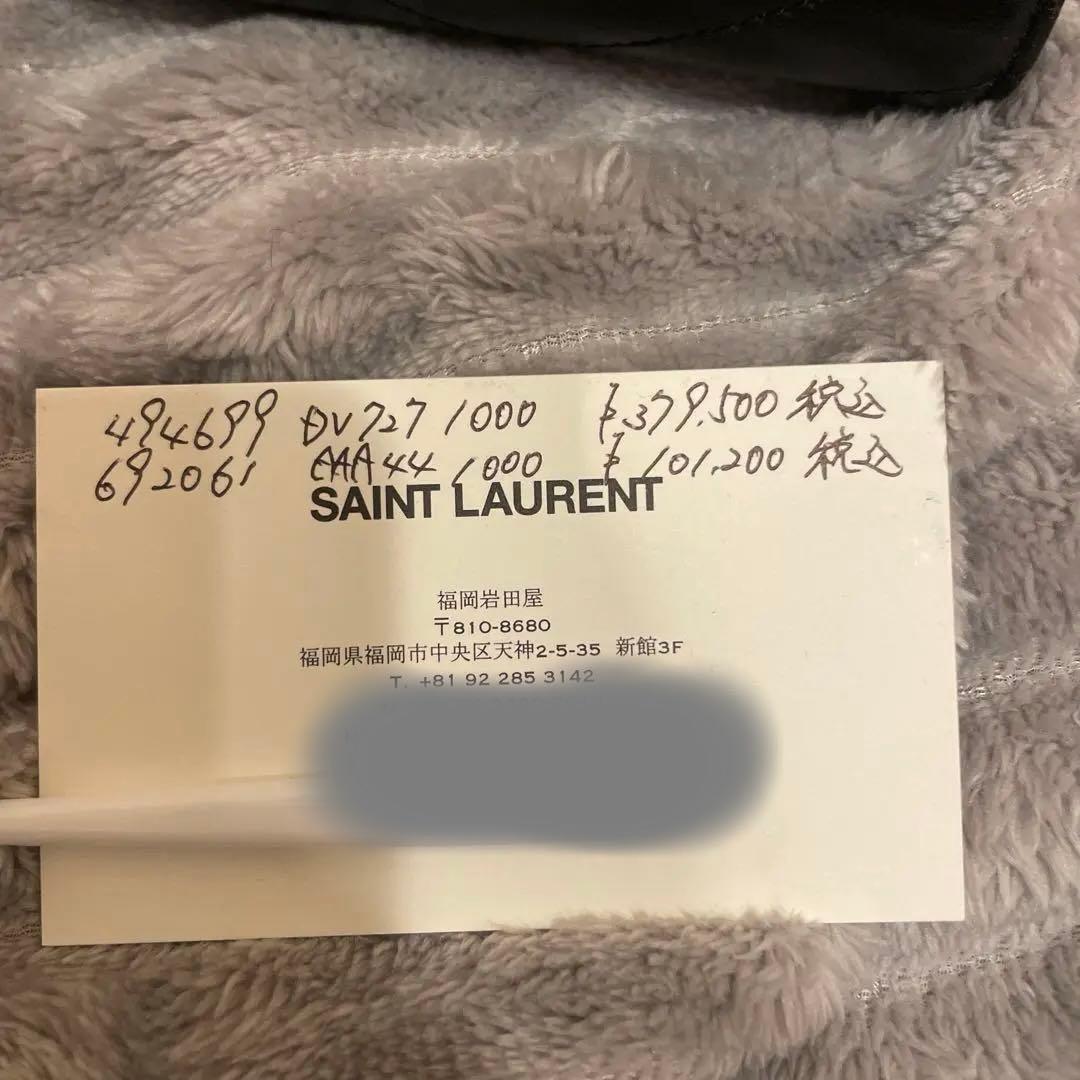 494699 DV727 1000 ¥379,500 税込
692061 AAA44 1000 ¥101,200 税込
SAINT LAURENT
福岡岩田屋
〒810-8680
福岡県福岡市中央区天神2-5-35 新館3F
T. +81 92 285 3142